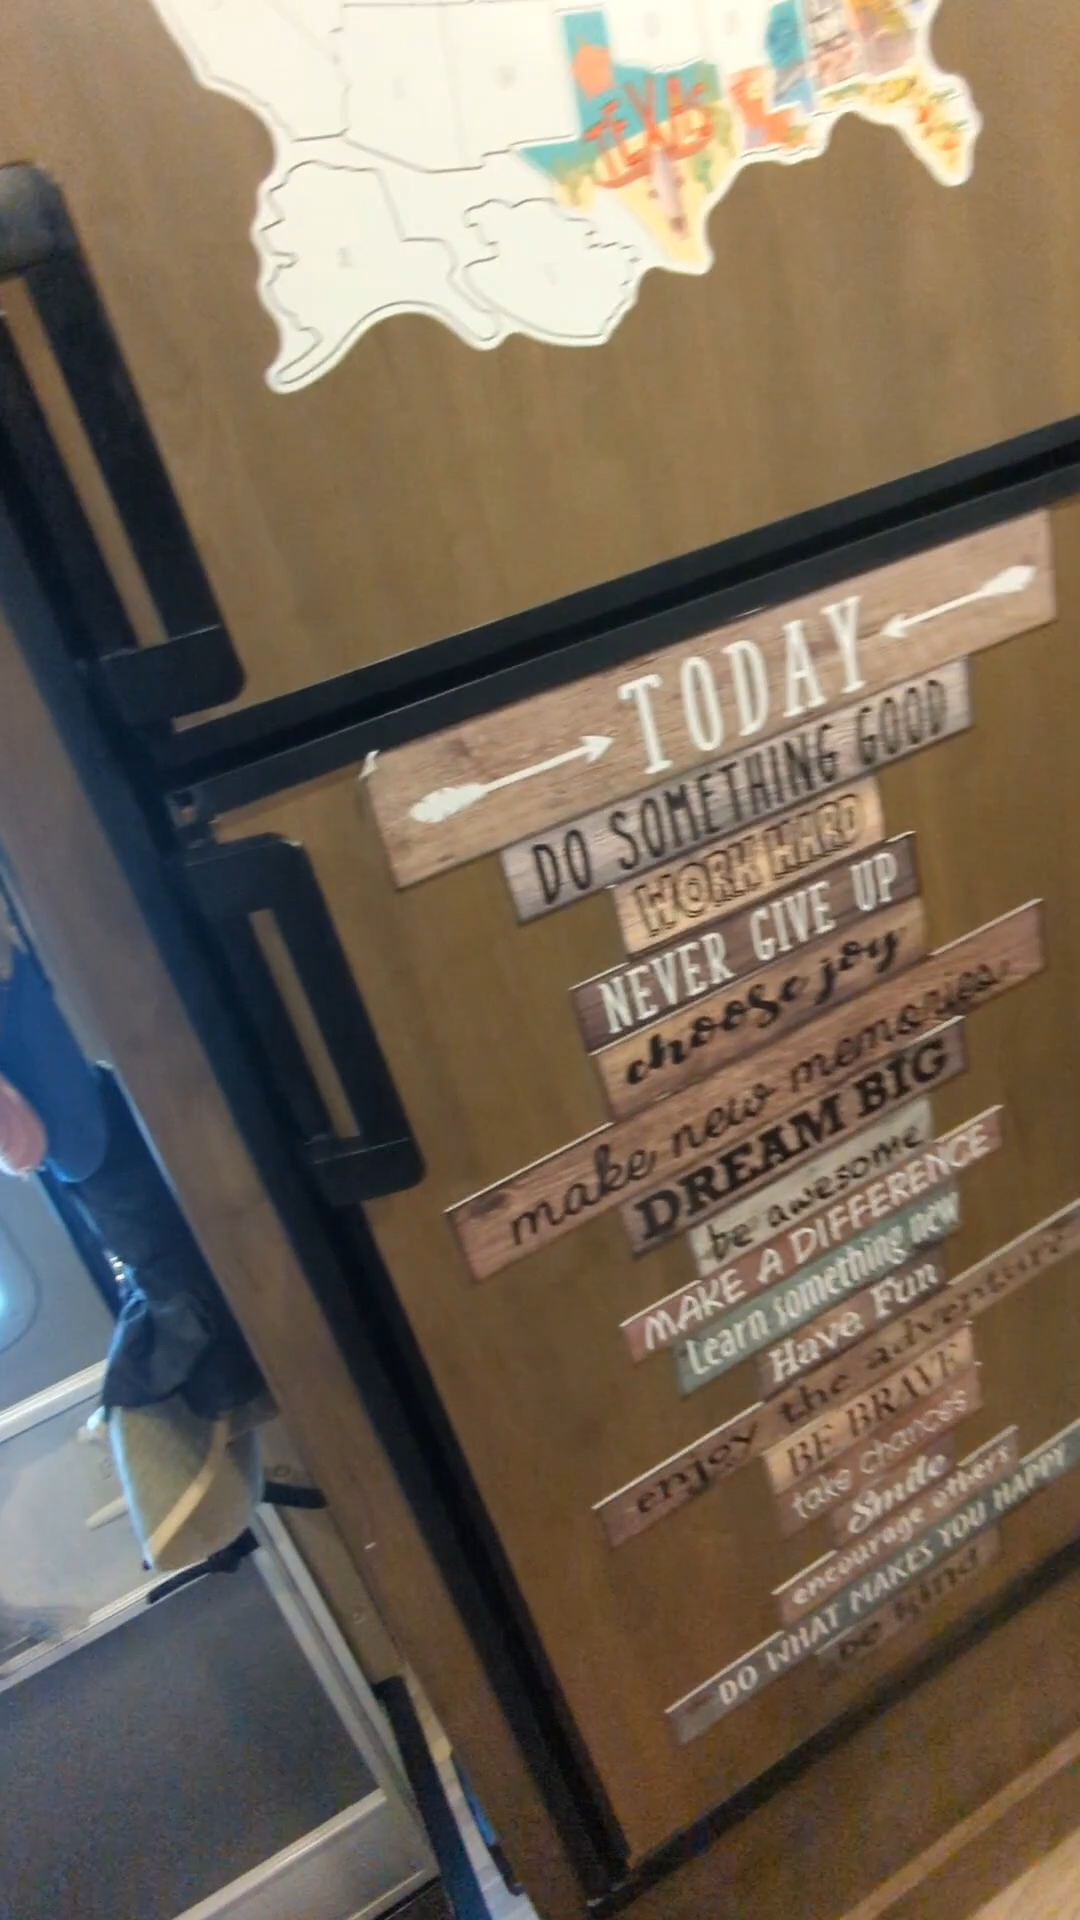 TEXAS
TODAY
DO SOMETHING GOOD
WORK HARD
NEVER GIVE UP
choose joy
make new memories
DREAM BIG
be awesome
MAKE A DIFFERENCE
Learn something new
Have Fun
enjoy the adventure
BE BRAVE
take chances
Smile
encourage others
DO WHAT MAKES YOU HAPPY
be kind